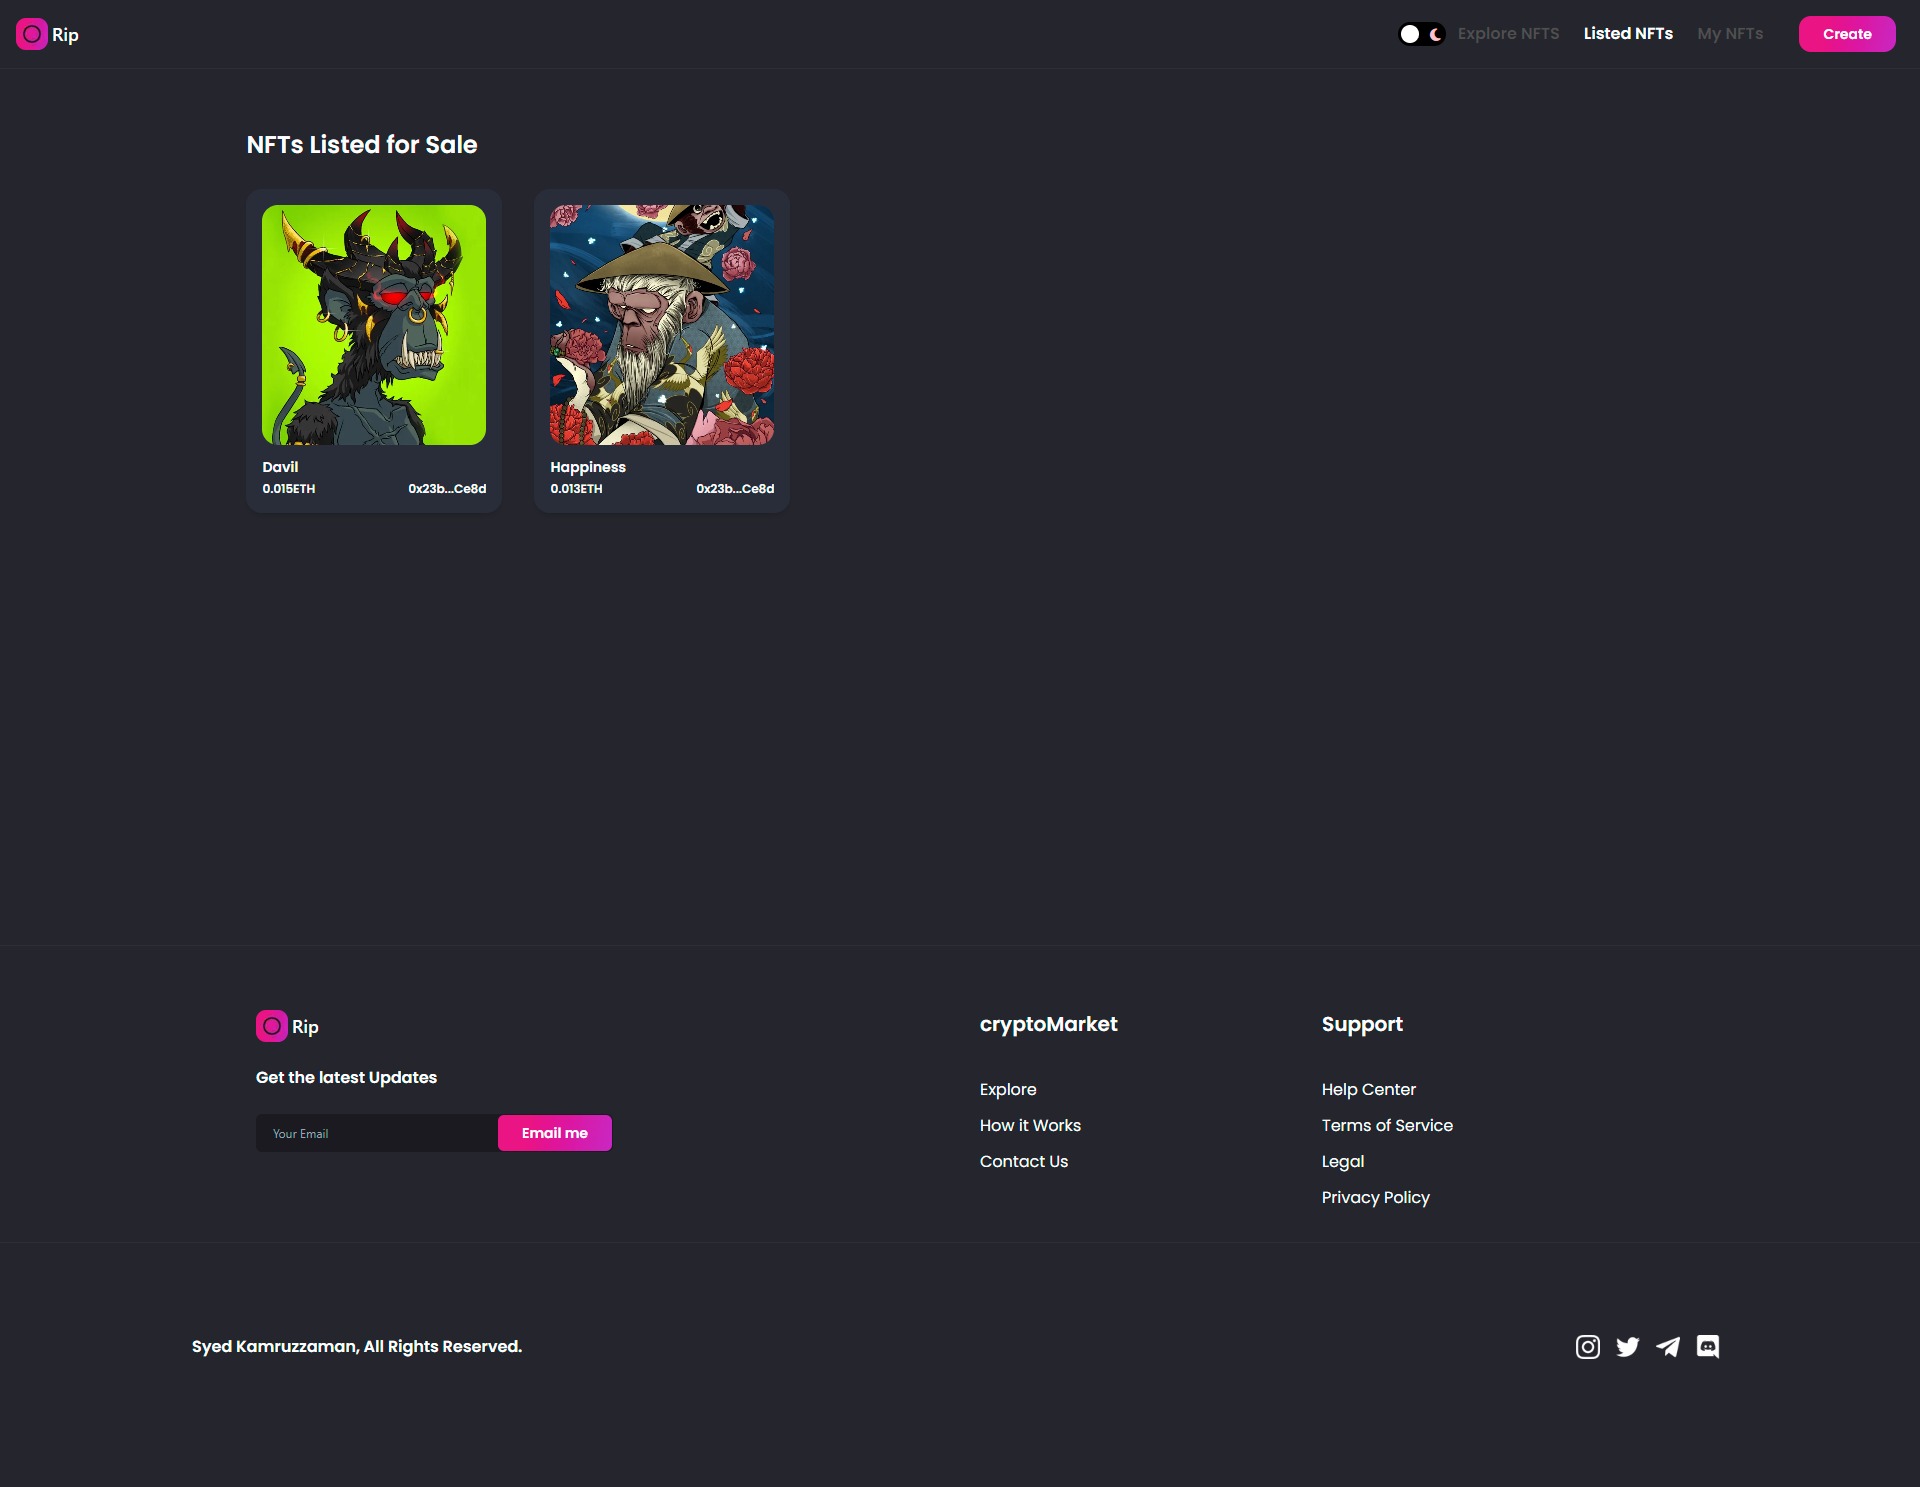 Rip
Explore NFTS
Listed NFTs
My NFTs
Create
NFTs Listed for Sale
Davil
0.015ETH
0x23b...Ce8d
Happiness
0.013ETH
0x23b...Ce8d
Rip
Get the latest Updates
Your Email
Email me
cryptoMarket
Explore
How it Works
Contact Us
Support
Help Center
Terms of Service
Legal
Privacy Policy
Syed Kamruzzaman, All Rights Reserved.